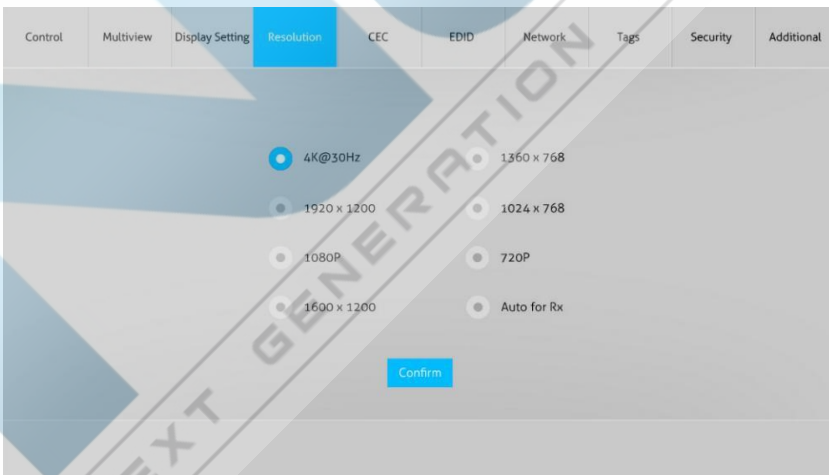 Control Multiview Display Setting Resolution CEC EDID Network Tags Security Additional
4K@30Hz 1360 x 768
1920 x 1200 1024 x 768
1080P 720P
1600 x 1200 Auto for Rx
Confirm
EXT GENERATION